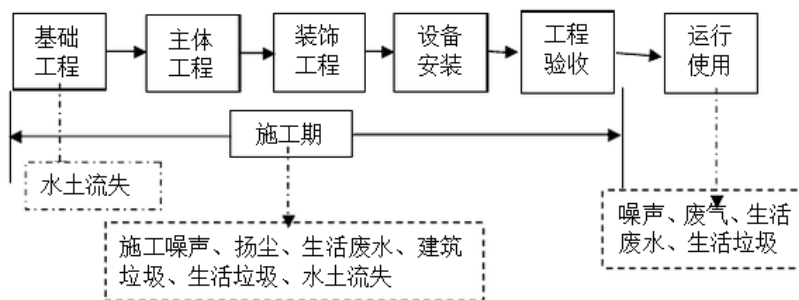 基础
工程
主体
工程
装饰
工程
设备
安装
工程
验收
运行
使用
施工期
水土流失
施工噪声、扬尘、生活废水、建筑
垃圾、生活垃圾、水土流失
噪声、废气、生活
废水、生活垃圾